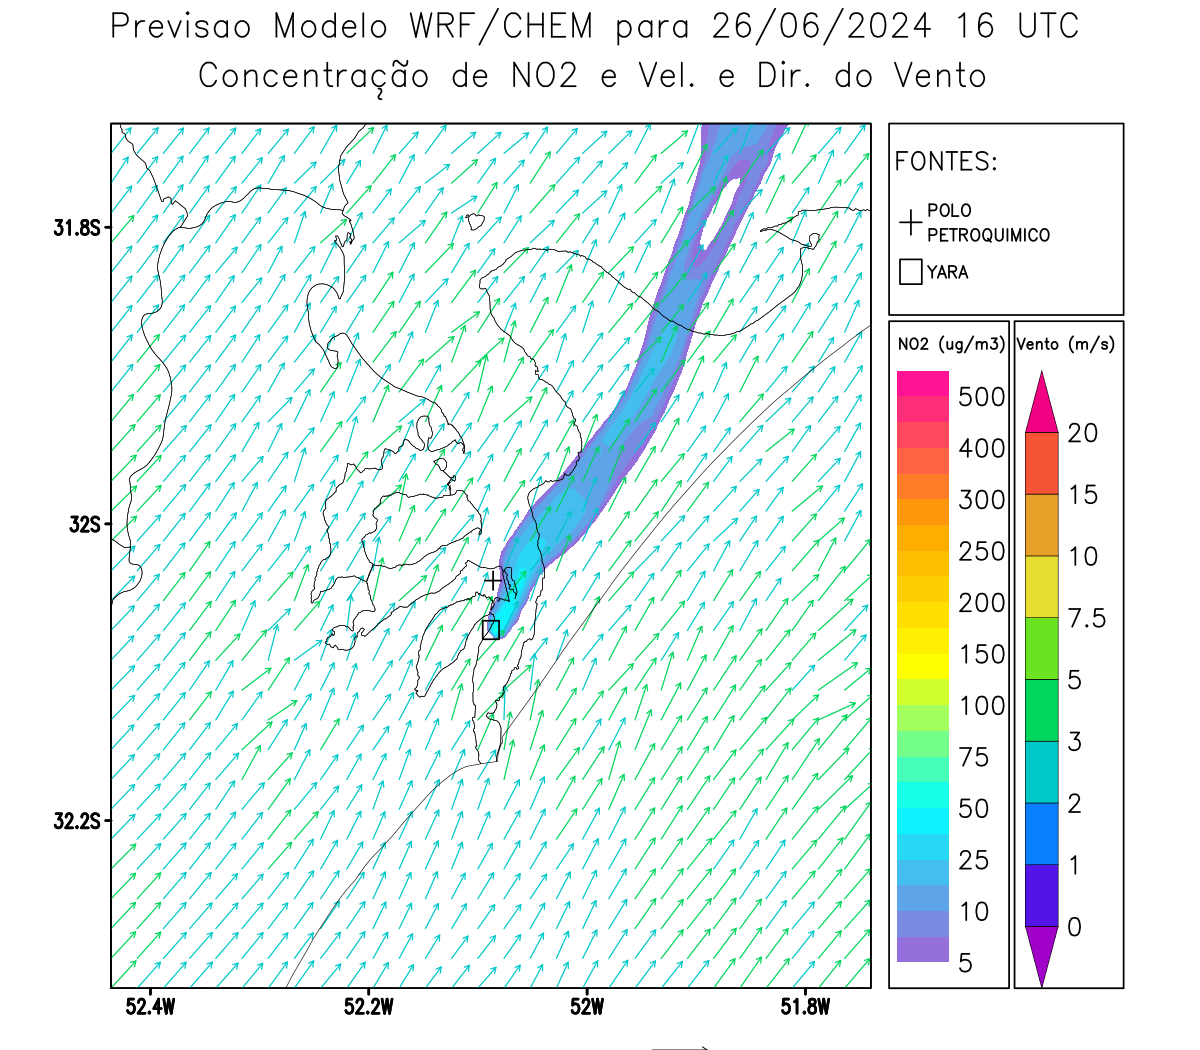 Previsao Modelo WRF/CHEM para 26/06/2024 16 UTC
Concentração de NO2 e Vel. e Dir. do Vento
FONTES:
POLO
PETROQUIMICO
YARA
31.8S
32S
32.2S
52.4W
52.2W
52W
51.8W
NO2 (ug/m3)
500
400
300
250
200
150
100
75
50
25
10
5
Vento (m/s)
20
15
10
7.5
5
3
2
1
0